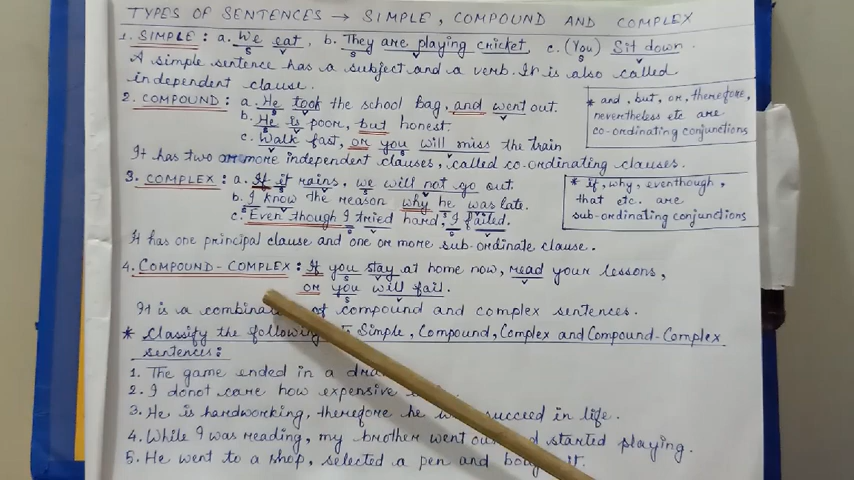 TYPES OF SENTENCES → SIMPLE, COMPOUND AND COMPLEX
1. SIMPLE: a. We eat, b. They are playing cricket, c. (You) Sit down.
S V S V S V
A simple sentence has a subject and a verb. It is also called
independent clause.
2. COMPOUND: a. He took the school bag, and went out.
b. He is poor, but honest.
c. Walk fast, or you will miss the train
It has two or more independent clauses, called co-ordinating clauses.
* and, but, or, therefore,
nevertheless etc are
co-ordinating conjunctions
3. COMPLEX: a. If it rains, we will not go out.
b. I know the reason why he was late.
c. Even though I tried hard, I failed.
It has one principal clause and one or more sub-ordinate clause.
* if, why, eventhough,
that etc. are
sub-ordinating conjunctions
4. COMPOUND-COMPLEX: If you stay at home now, read your lessons,
or you will fail.
It is a of compound and complex sentences.
* Classify the following Simple, Compound, Complex and Compound-Complex
sentences:
1. The game ended in a
2. I donot care how expensive
3. He is hardworking, therefore he succeed in life.
4. While I was reading, my brother went started playing.
5. He went to a shop, selected a pen and it.